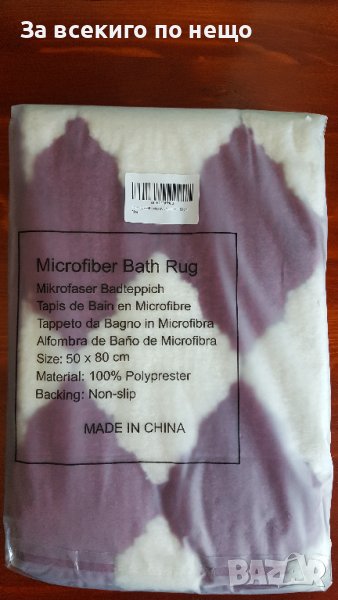 За всекиго по нещо
Microfiber Bath Rug
Mikrofaser Badteppich
Tapis de Bain en Microfibre
Tappeto da Bagno in Microfibra
Alfombra de Baño de Microfibra
Size: 50 x 80 cm
Material: 100% Polyprester
Backing: Non-slip
MADE IN CHINA
BAZAR